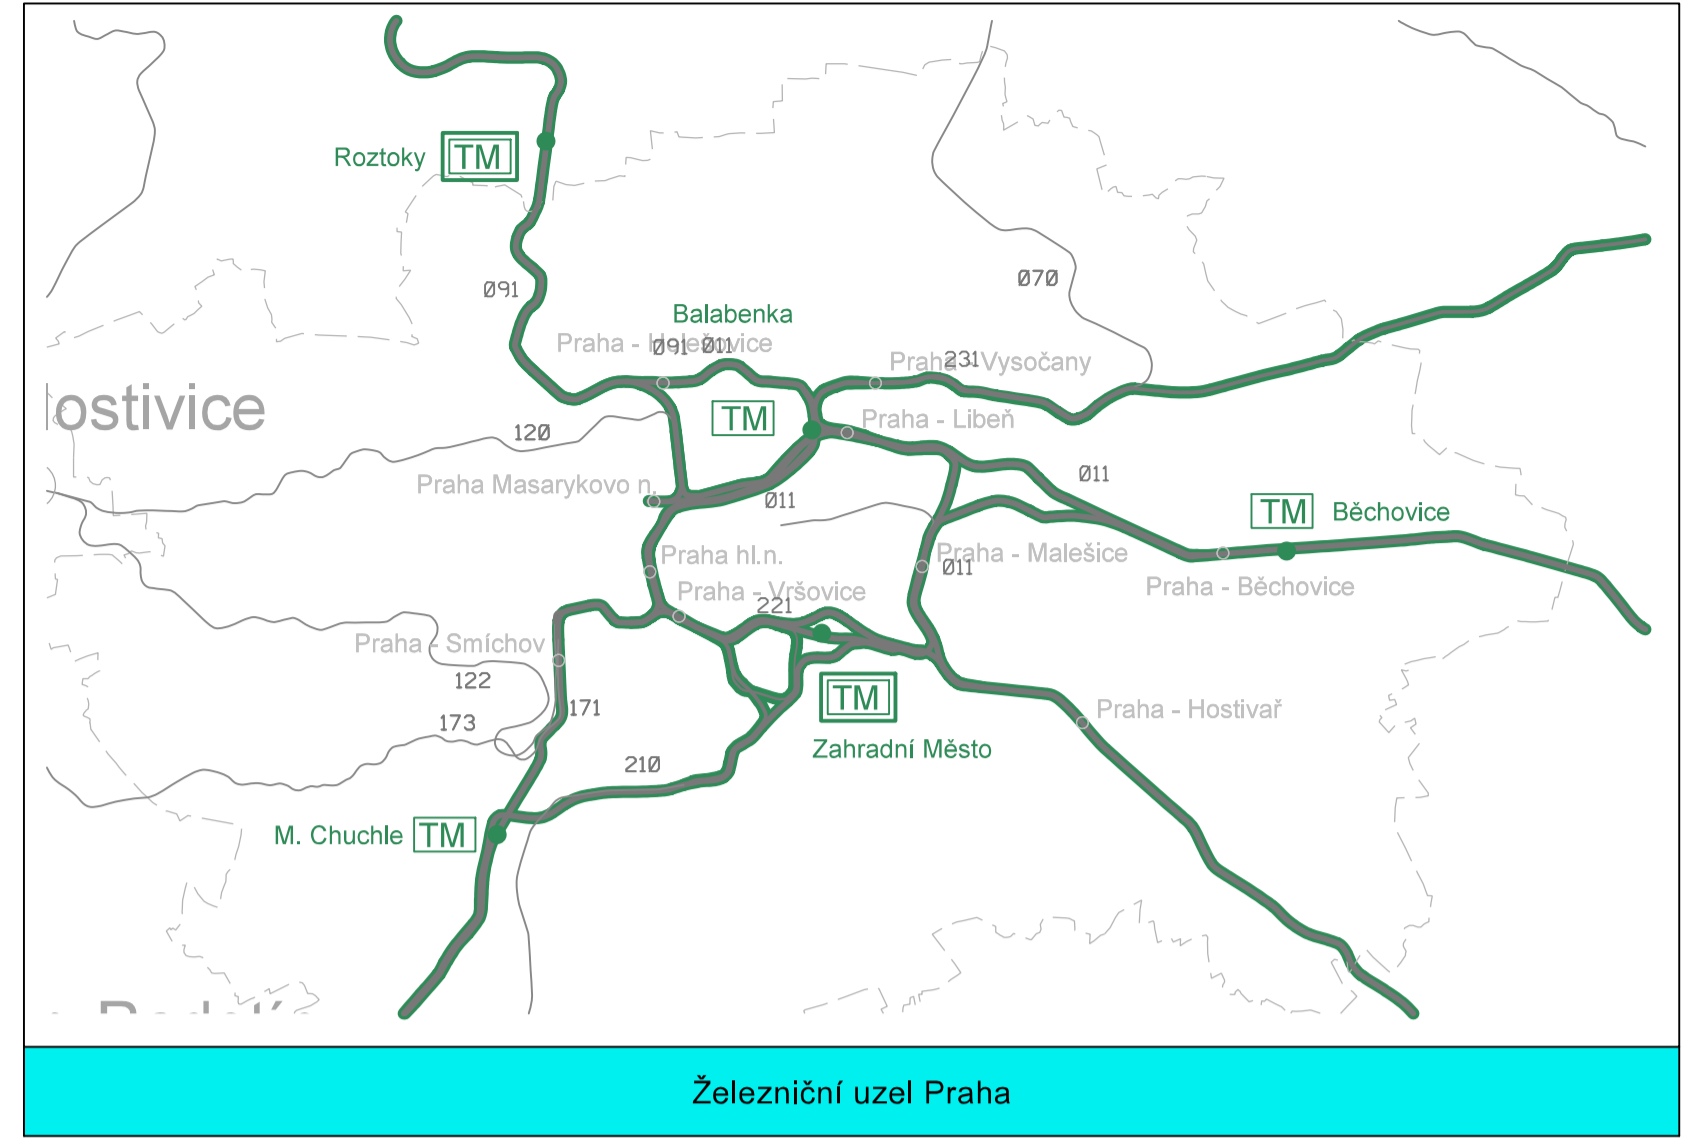 Roztoky TM
091
070
Balabenka
Praha - Holešovice
091 011
Praha - Vysočany
231
ostivice
TM
Praha - Libeň
120
011
Praha Masarykovo n.
011
TM Běchovice
Praha hl.n.
Praha - Malešice
011
Praha - Běchovice
Praha - Vršovice
221
Praha - Smíchov
122
TM
171
Praha - Hostivař
173
Zahradní Město
210
M. Chuchle TM
Železniční uzel Praha